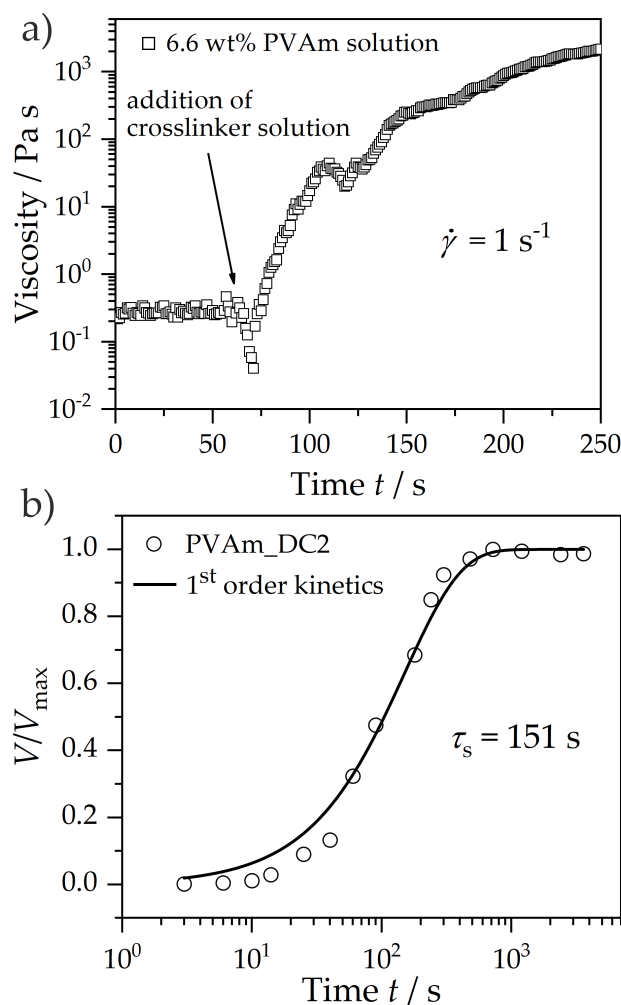 a)
6.6 wt% PVAm solution
addition of
crosslinker solution
γ̇ = 1 s⁻¹
Viscosity / Pa s
10³
10²
10¹
10⁰
10⁻¹
10⁻²
0 50 100 150 200 250
Time t / s
b)
PVAm_DC2
1ˢᵗ order kinetics
τₛ = 151 s
V/Vmax
1.0
0.8
0.6
0.4
0.2
0.0
10⁰ 10¹ 10² 10³
Time t / s